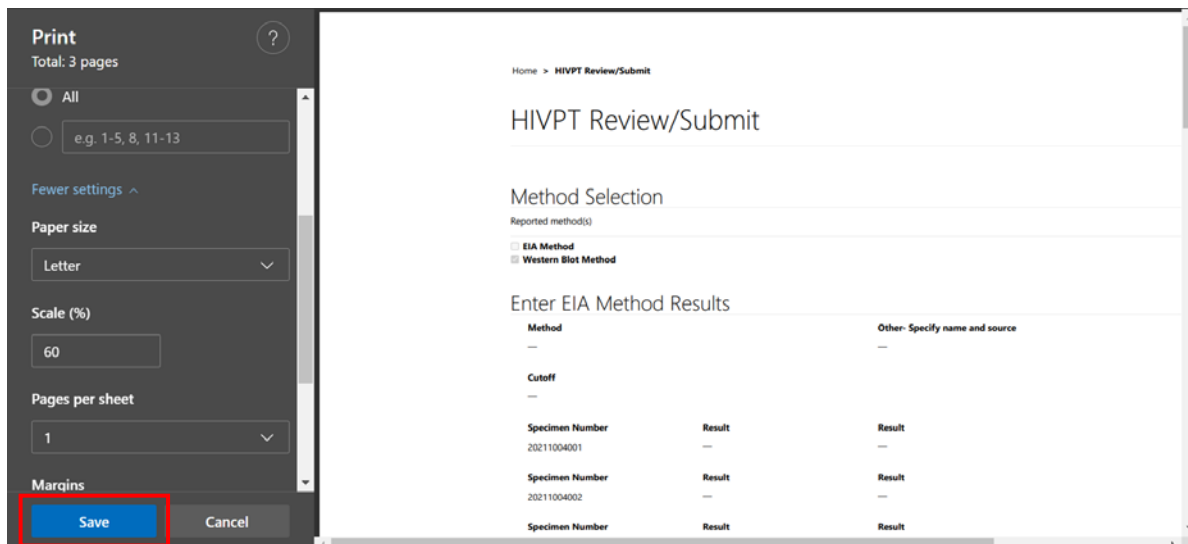 Print
?
Total: 3 pages
All
e.g. 1-5, 8, 11-13
Fewer settings
Paper size
Letter
Scale (%)
60
Pages per sheet
1
Margins
Save Cancel
Home > HIVPT Review/Submit
HIVPT Review/Submit
Method Selection
Reported method(s)
EIA Method
Western Blot Method
Enter EIA Method Results
Method Other- Specify name and source
— —
Cutoff
—
Specimen Number Result Result
20211004001 — —
Specimen Number Result Result
20211004002 — —
Specimen Number Result Result